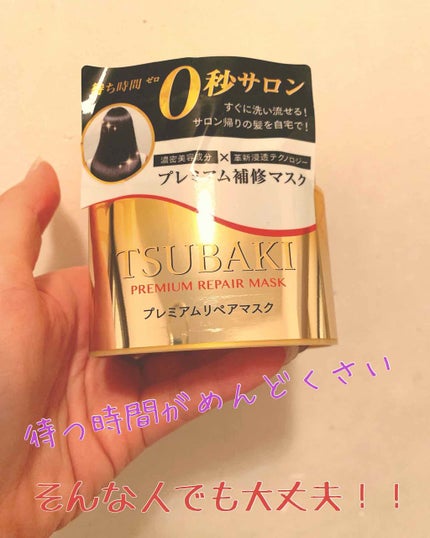 待ち時間 ゼロ 0秒サロン
すぐに洗い流せる!
サロン帰りの髪を自宅で!
濃密美容成分 × 革新浸透テクノロジー
プレミアム補修マスク
TSUBAKI
PREMIUM REPAIR MASK
プレミアムリペアマスク
待つ時間がめんどくさい
そんな人でも大丈夫！！